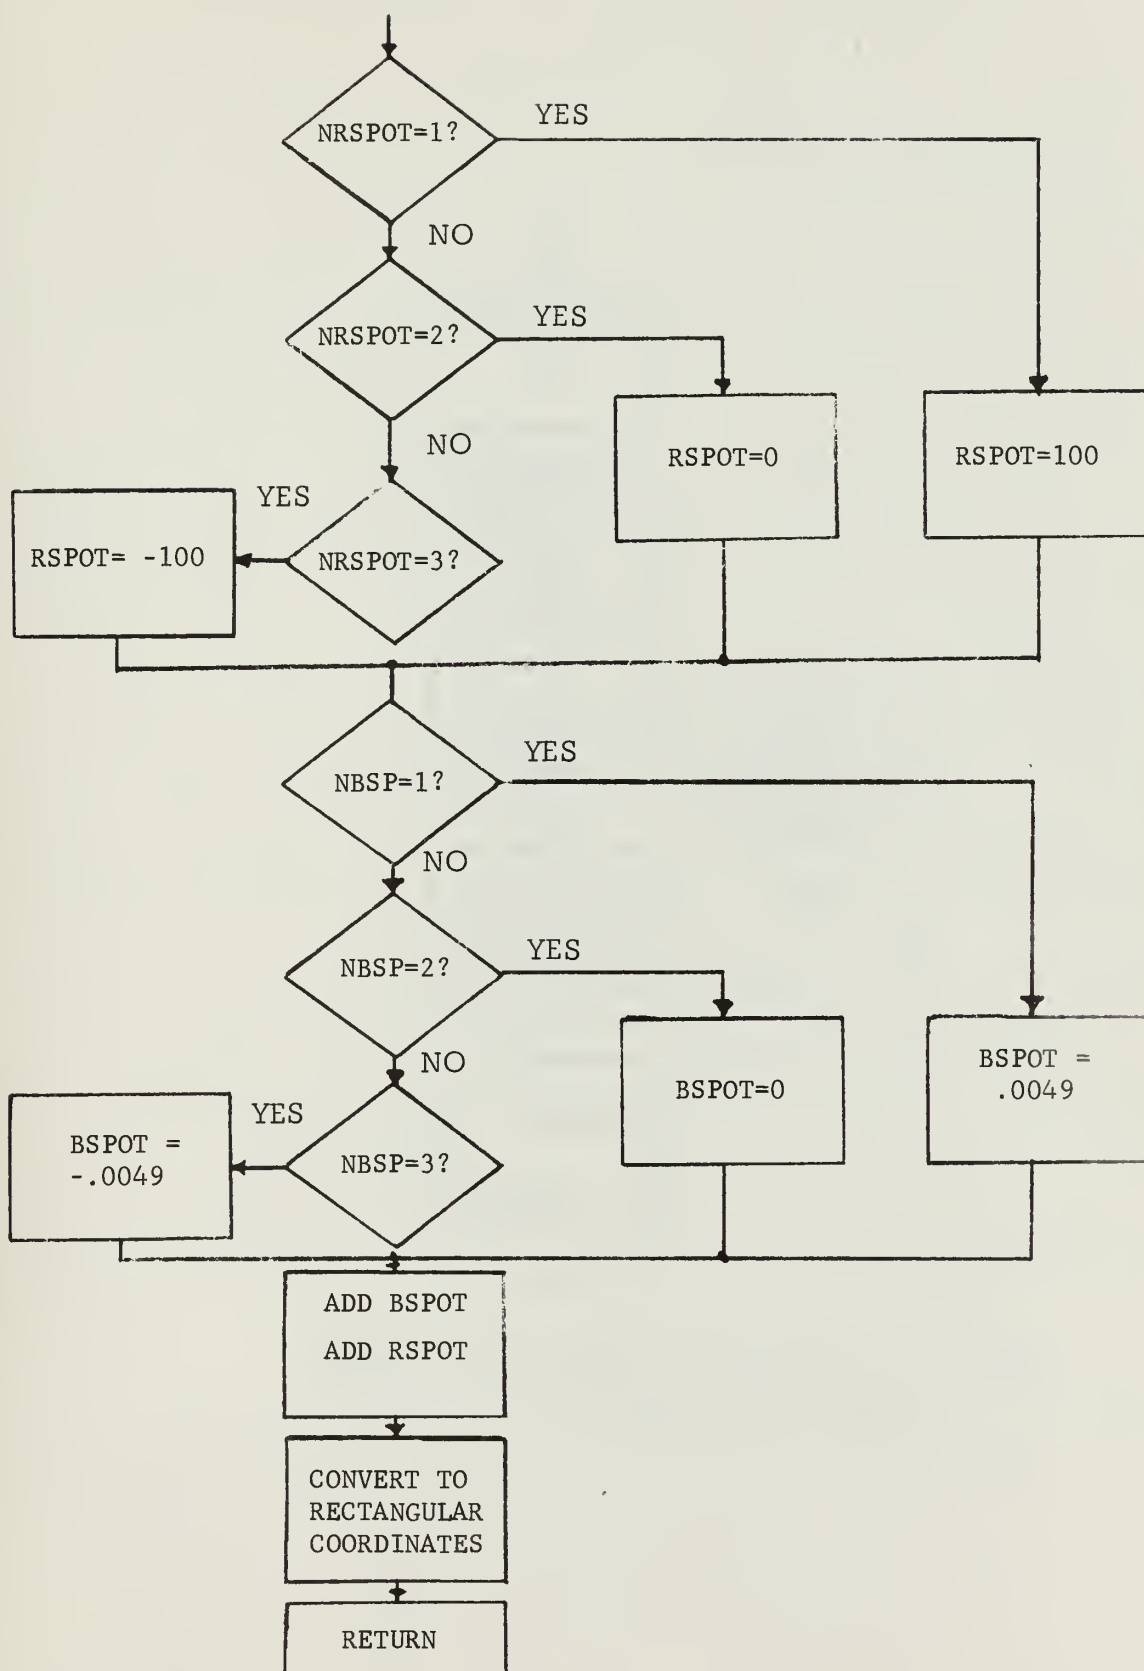 NRSPOT=1?
YES
NO
NRSPOT=2?
YES
NO
RSPOT=0
RSPOT=100
YES
RSPOT= -100
NRSPOT=3?
NBSP=1?
YES
NO
NBSP=2?
YES
NO
BSPOT=0
BSPOT =
.0049
YES
BSPOT =
-.0049
NBSP=3?
ADD BSPOT
ADD RSPOT
CONVERT TO
RECTANGULAR
COORDINATES
RETURN